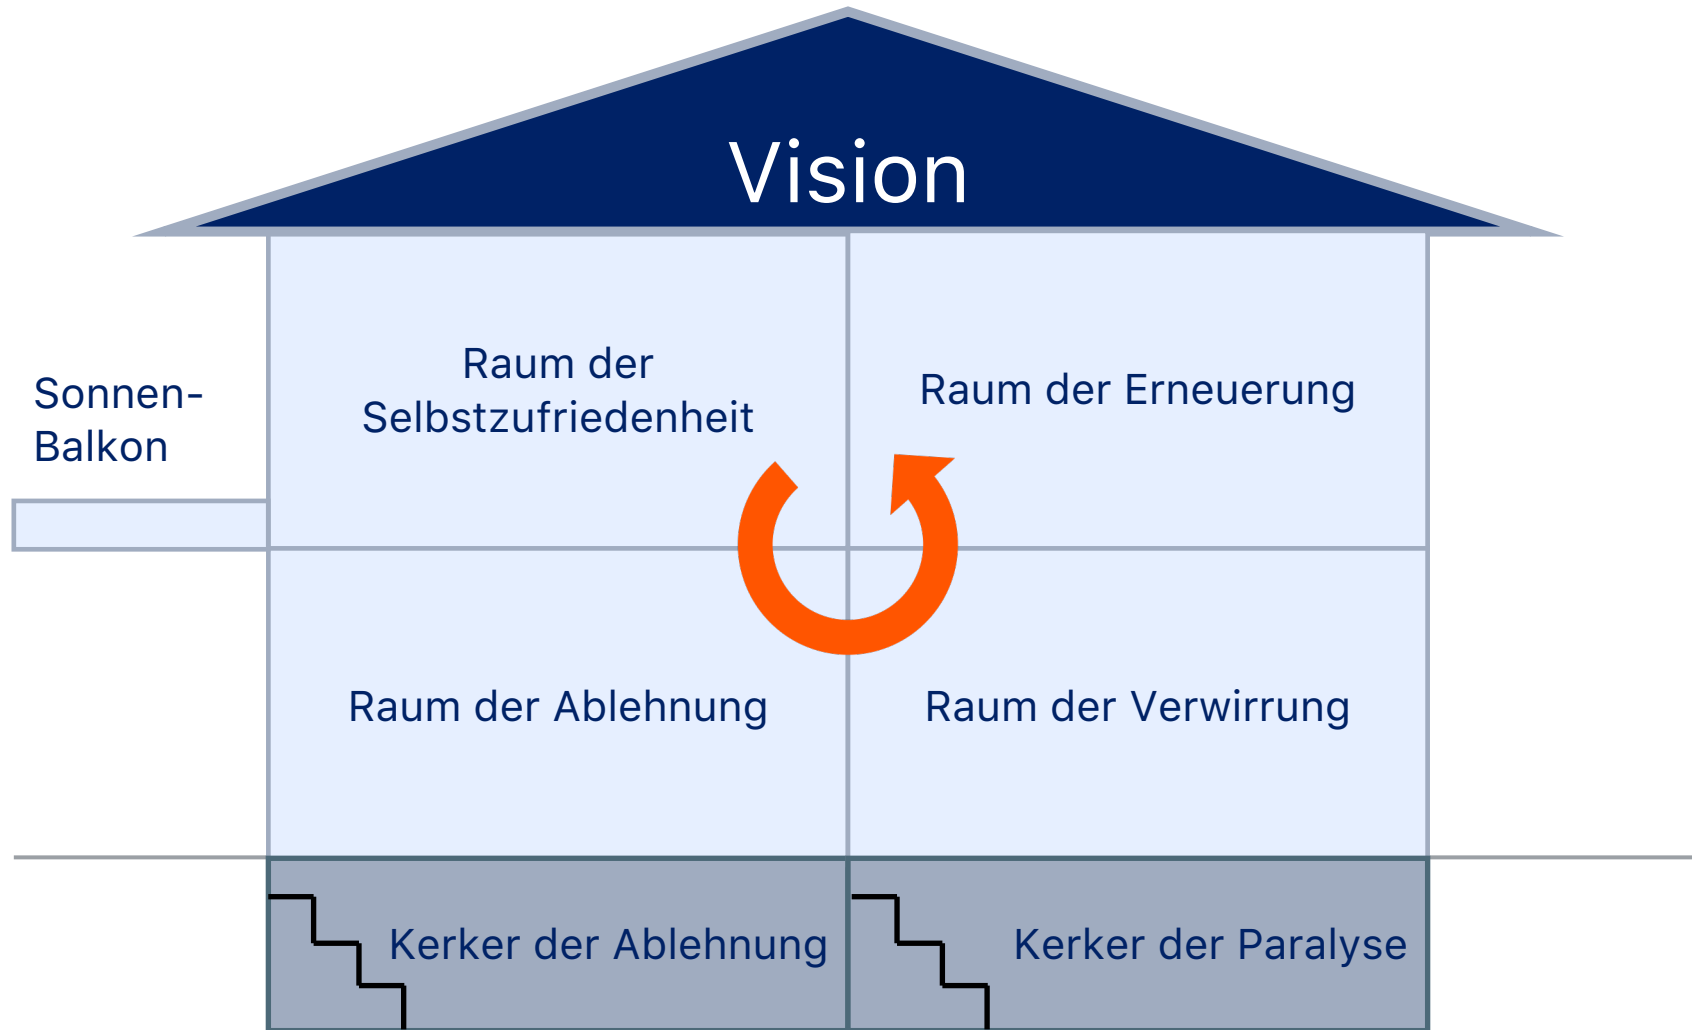 Vision
Sonnen-
Balkon
Raum der
Selbstzufriedenheit
Raum der Erneuerung
Raum der Ablehnung
Raum der Verwirrung
Kerker der Ablehnung
Kerker der Paralyse